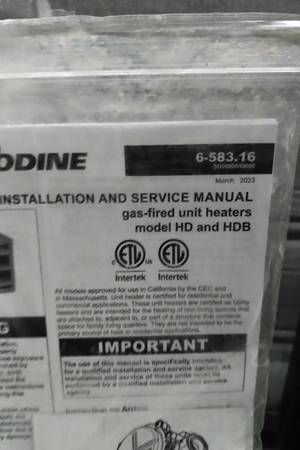 ODINE
6-583.16
March, 2023
INSTALLATION AND SERVICE MANUAL
gas-fired unit heaters
model HD and HDB
ETL ETL
C US
Intertek Intertek
All models approved for use in California by the CEC and
in Massachusetts. Unit heater is certified for residential and
commercial applications. These unit heaters are certified as Utility
heaters and are intended for the heating of non-living spaces that
are attached to, adjacent to, or part of a structure that contains
space for family living quarters. They are not intended to be the
primary source of heat in residential applications.
G
IMPORTANT
The use of this manual is specifically intended
for a qualified installation and service agency. All
installation and service of these units must be
performed by a qualified installation and service
agency.